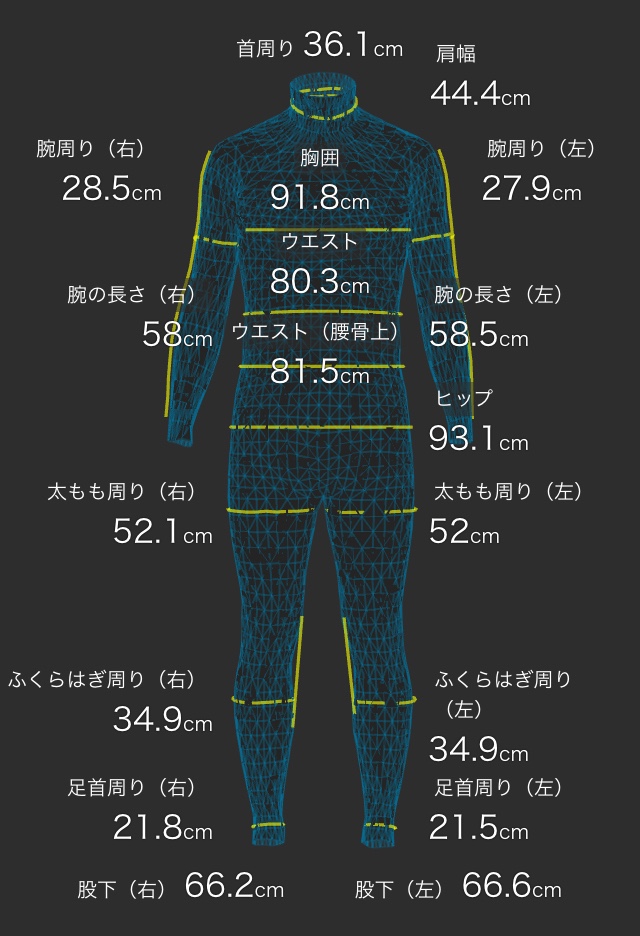 首周り 36.1cm
肩幅
44.4cm
腕周り（右）
28.5cm
胸囲
91.8cm
腕周り（左）
27.9cm
ウエスト
80.3cm
腕の長さ（右）
58cm
ウエスト（腰骨上）
81.5cm
腕の長さ（左）
58.5cm
ヒップ
93.1cm
太もも周り（右）
52.1cm
太もも周り（左）
52cm
ふくらはぎ周り（右）
34.9cm
ふくらはぎ周り
（左）
34.9cm
足首周り（右）
21.8cm
足首周り（左）
21.5cm
股下（右） 66.2cm
股下（左） 66.6cm